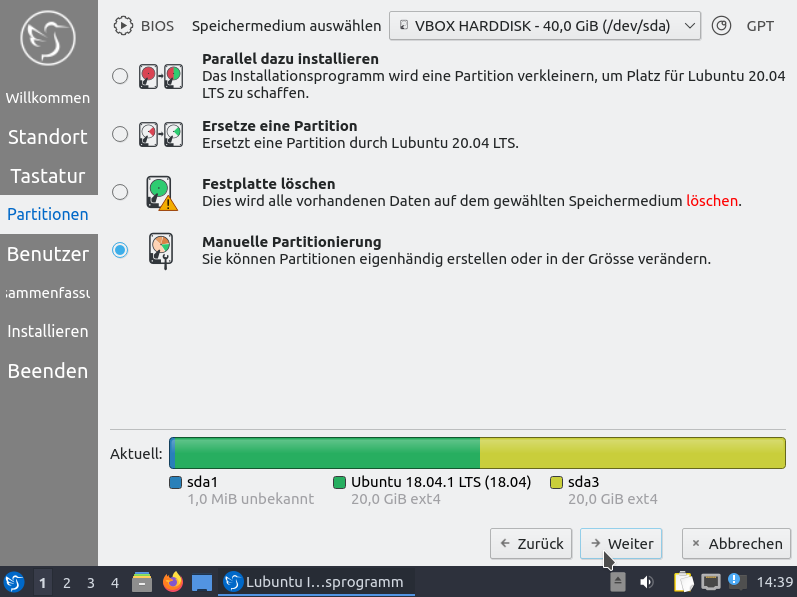 BIOS Speichermedium auswählen VBOX HARDDISK - 40,0 GiB (/dev/sda) GPT
Willkommen
Standort
Tastatur
Partitionen
Benutzer
sammenfassu
Installieren
Beenden
Parallel dazu installieren
Das Installationsprogramm wird eine Partition verkleinern, um Platz für Lubuntu 20.04
LTS zu schaffen.
Ersetze eine Partition
Ersetzt eine Partition durch Lubuntu 20.04 LTS.
Festplatte löschen
Dies wird alle vorhandenen Daten auf dem gewählten Speichermedium löschen.
Manuelle Partitionierung
Sie können Partitionen eigenhändig erstellen oder in der Grösse verändern.
Aktuell:
sda1 Ubuntu 18.04.1 LTS (18.04) sda3
1,0 MiB unbekannt 20,0 GiB ext4 20,0 GiB ext4
Zurück Weiter Abbrechen
1 2 3 4 Lubuntu I...sprogramm 14:39